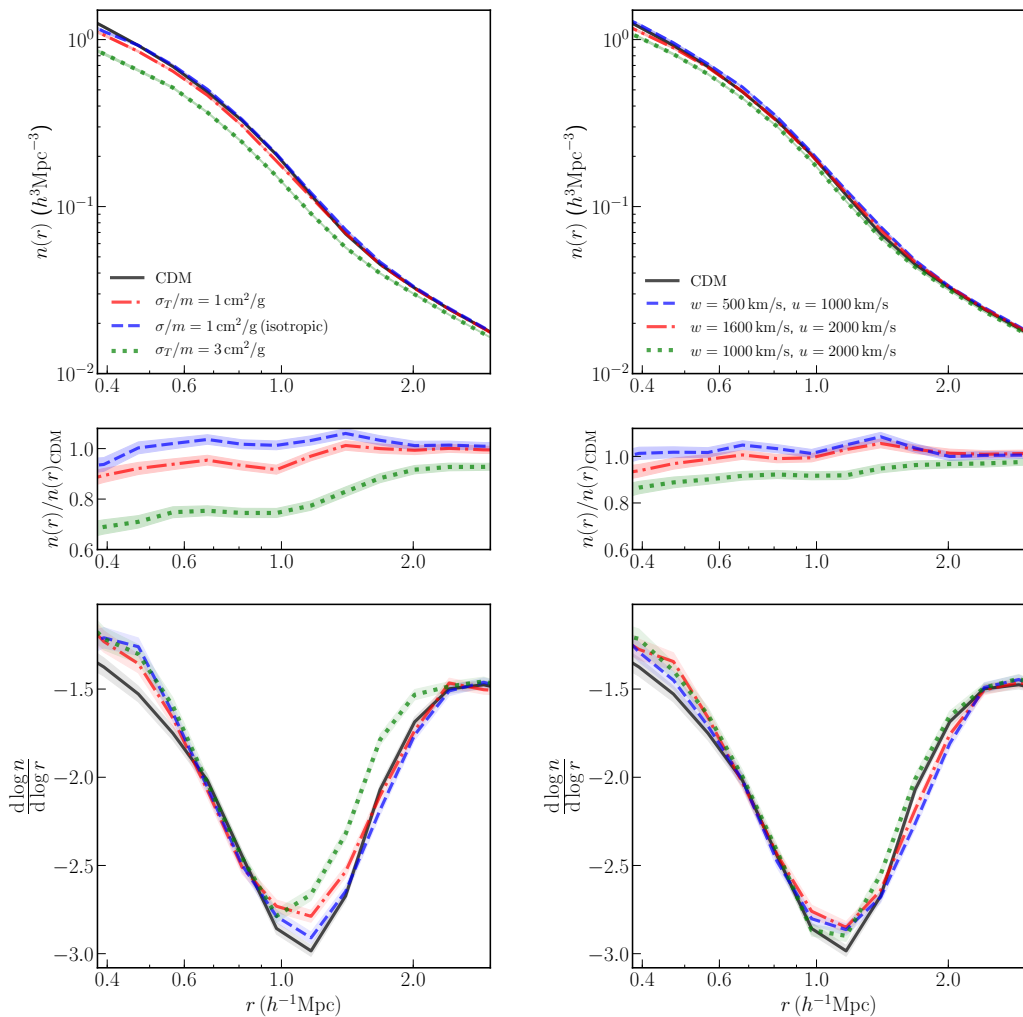 10^0
10^{-1}
10^{-2}
n(r) (h^3Mpc^{-3})
CDM
σ_T/m = 1 cm^2/g
σ/m = 1 cm^2/g (isotropic)
σ_T/m = 3 cm^2/g
0.4 0.6 1.0 2.0
10^0
10^{-1}
10^{-2}
n(r) (h^3Mpc^{-3})
CDM
w = 500 km/s, u = 1000 km/s
w = 1600 km/s, u = 2000 km/s
w = 1000 km/s, u = 2000 km/s
0.4 0.6 1.0 2.0
1.0
0.8
0.6
n(r)/n(r)_{CDM}
0.4 0.6 1.0 2.0
1.0
0.8
0.6
n(r)/n(r)_{CDM}
0.4 0.6 1.0 2.0
−1.5
−2.0
−2.5
−3.0
d log n
d log r
0.4 0.6 1.0 2.0
r (h^{-1}Mpc)
−1.5
−2.0
−2.5
−3.0
d log n
d log r
0.4 0.6 1.0 2.0
r (h^{-1}Mpc)